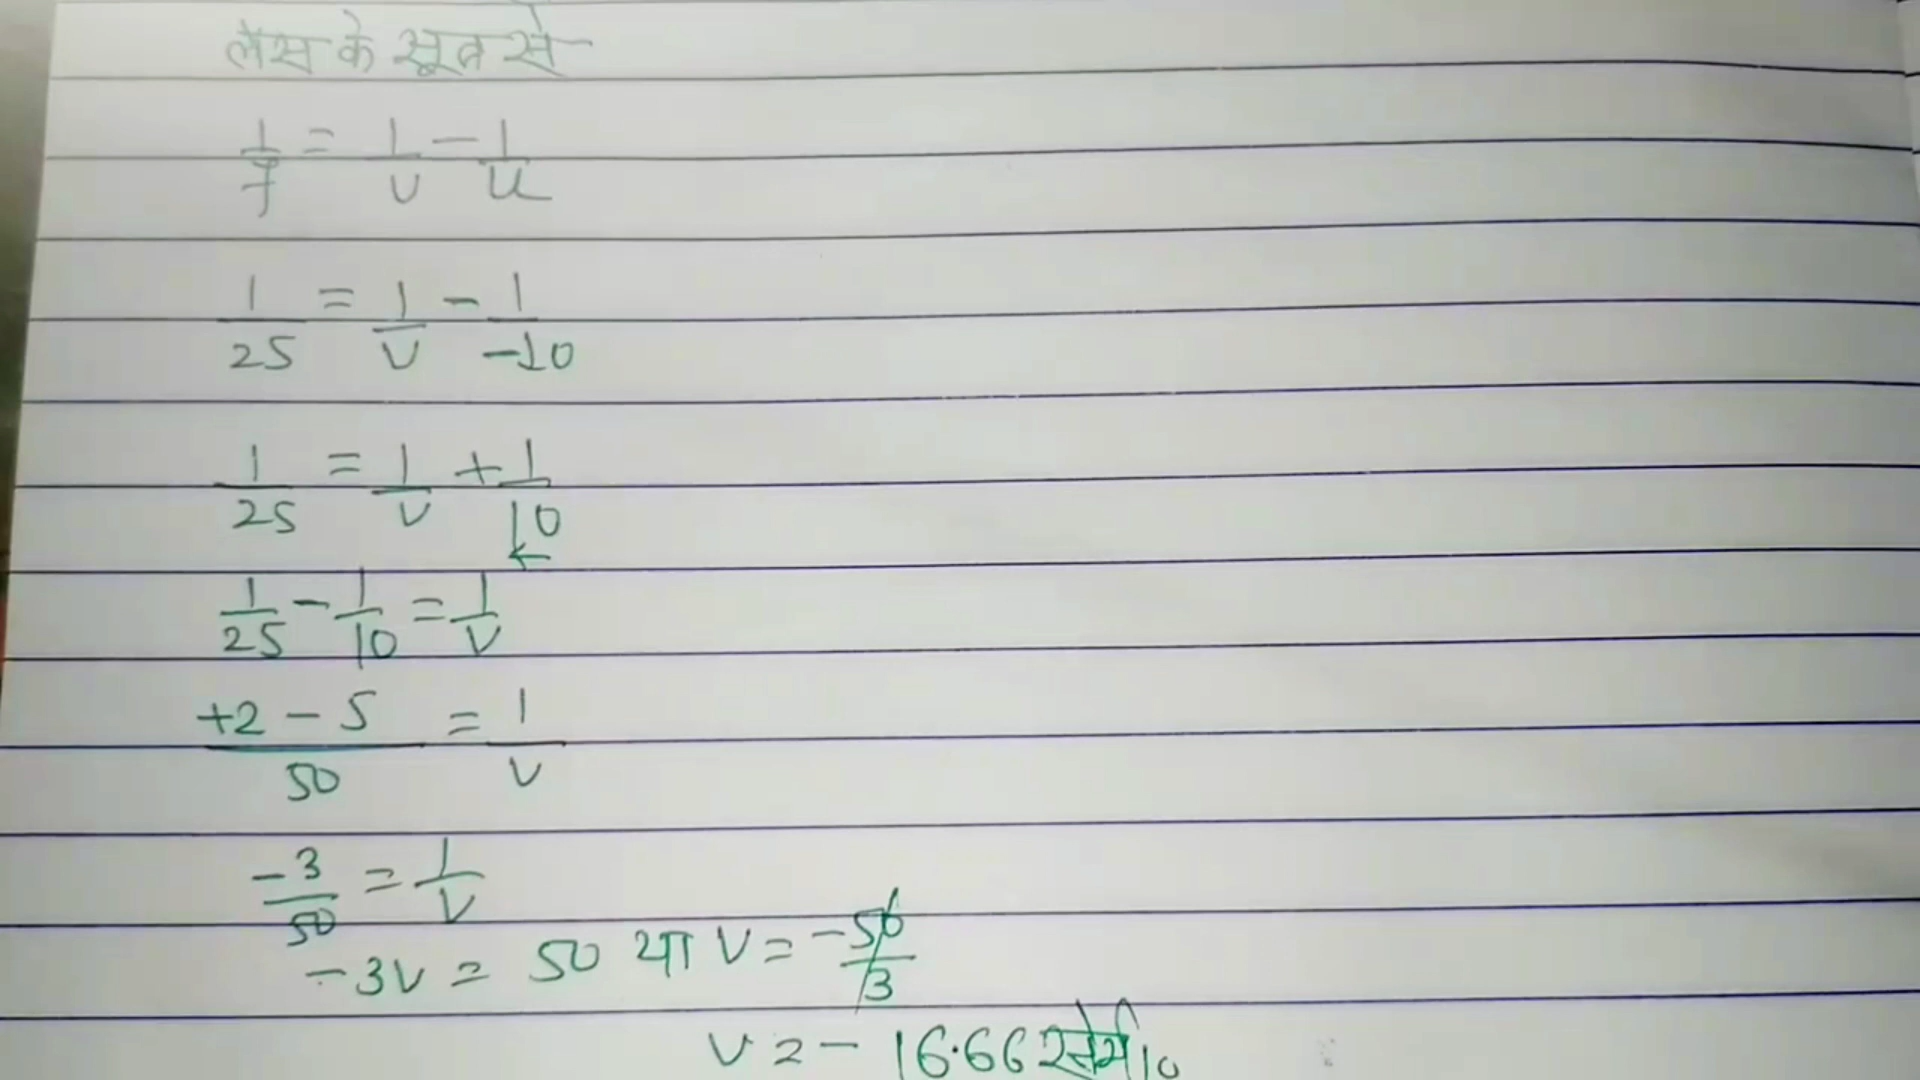 लेंस के सूत्र से
1/f = 1/v - 1/u
1/25 = 1/v - 1/-10
1/25 = 1/v + 1/10
1/25 - 1/10 = 1/v
+2 - 5/50 = 1/v
-3/50 = 1/v
-3v = 50 या v = -50/3
v = - 16.66 सेमी